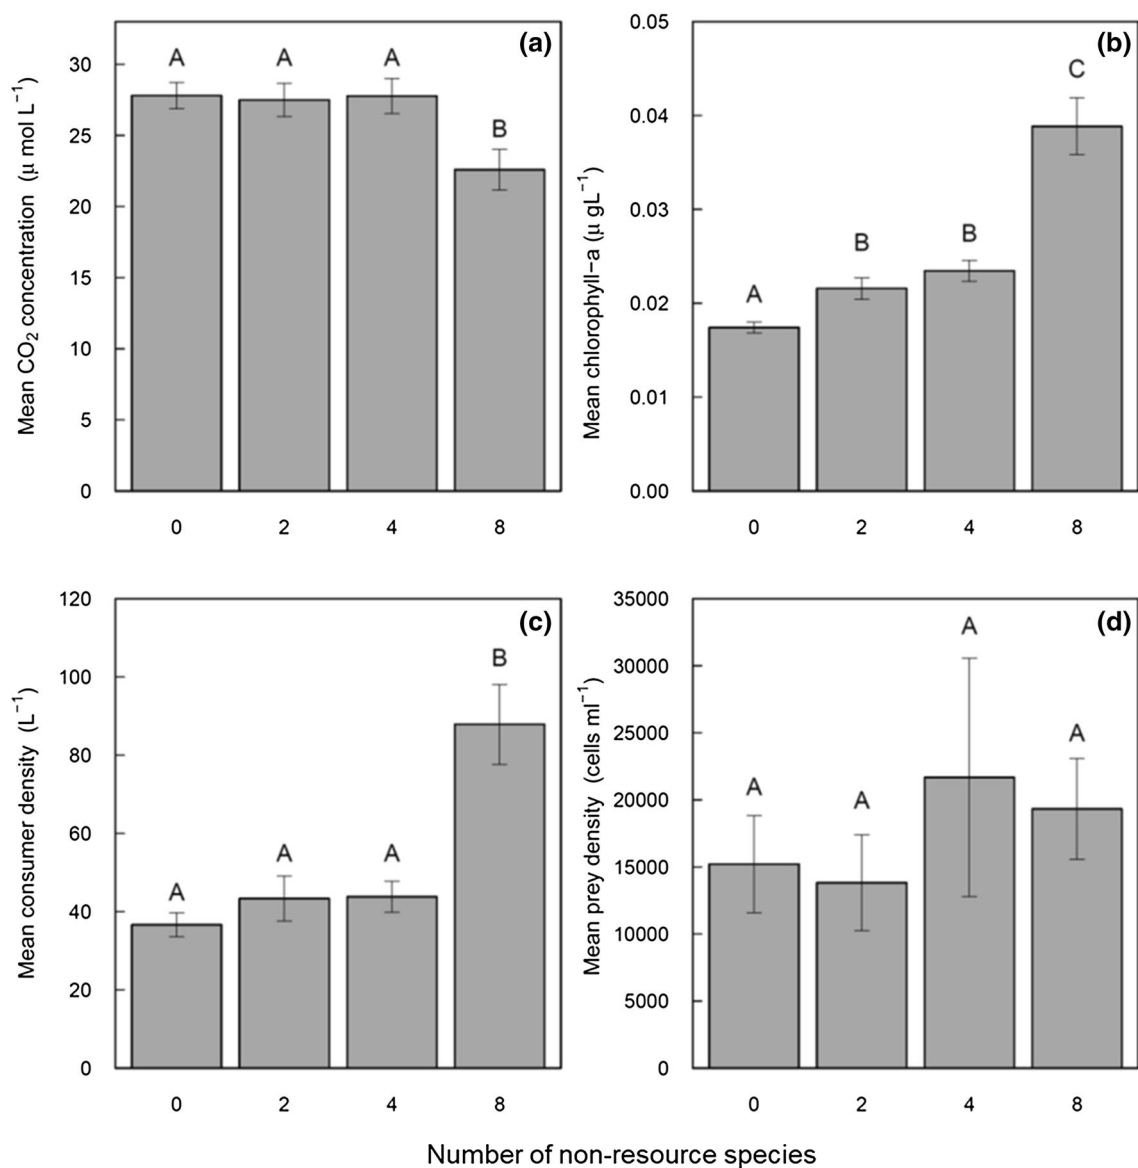 (a)
Mean CO₂ concentration (μ mol L⁻¹)
30
25
20
15
10
5
0
A
A
A
B
0 2 4 8
(b)
Mean chlorophyll−a (μ gL⁻¹)
0.05
0.04
0.03
0.02
0.01
0.00
A
B
B
C
0 2 4 8
(c)
Mean consumer density (L⁻¹)
120
100
80
60
40
20
0
A
A
A
B
0 2 4 8
(d)
Mean prey density (cells ml⁻¹)
35000
30000
25000
20000
15000
10000
5000
0
A
A
A
A
0 2 4 8
Number of non-resource species